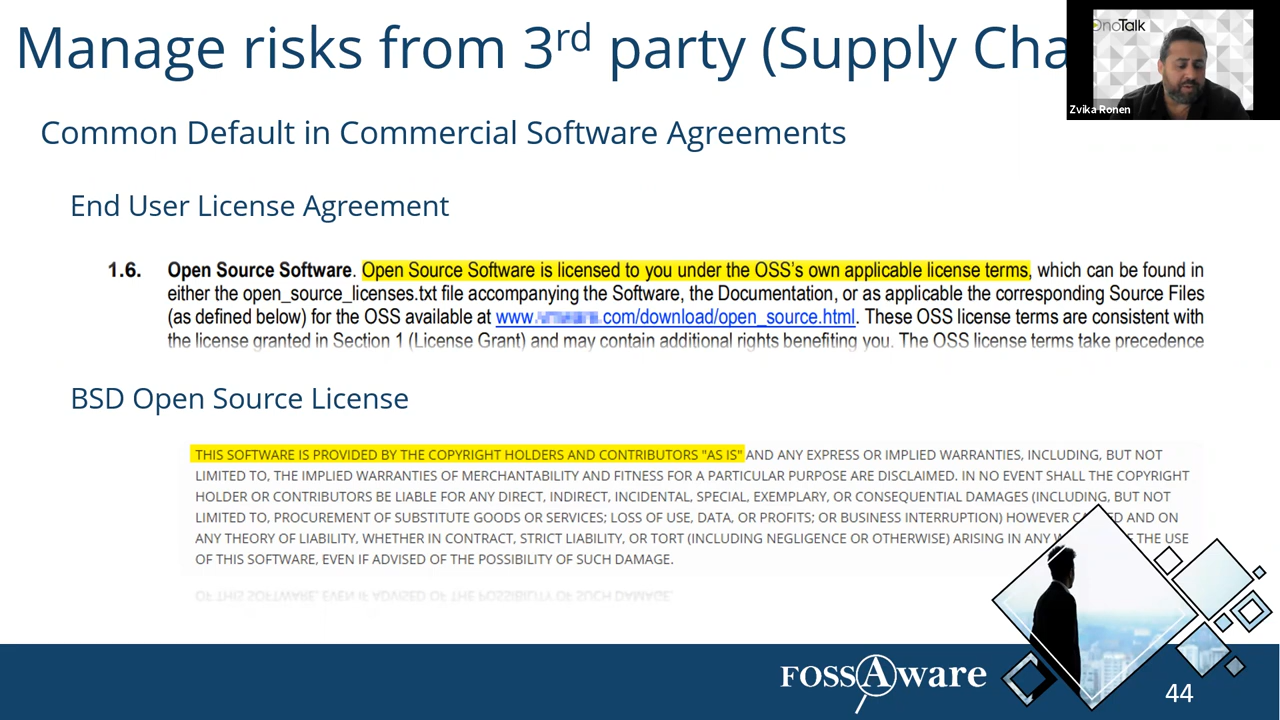 Manage risks from 3rd party (Supply Cha
noTalk
Zvika Ronen
Common Default in Commercial Software Agreements
End User License Agreement
1.6. Open Source Software. Open Source Software is licensed to you under the OSS's own applicable license terms, which can be found in
either the open_source_licenses.txt file accompanying the Software, the Documentation, or as applicable the corresponding Source Files
(as defined below) for the OSS available at www. .com/download/open_source.html. These OSS license terms are consistent with
the license granted in Section 1 (License Grant) and may contain additional rights benefiting you. The OSS license terms take precedence
BSD Open Source License
THIS SOFTWARE IS PROVIDED BY THE COPYRIGHT HOLDERS AND CONTRIBUTORS "AS IS" AND ANY EXPRESS OR IMPLIED WARRANTIES, INCLUDING, BUT NOT
LIMITED TO, THE IMPLIED WARRANTIES OF MERCHANTABILITY AND FITNESS FOR A PARTICULAR PURPOSE ARE DISCLAIMED. IN NO EVENT SHALL THE COPYRIGHT
HOLDER OR CONTRIBUTORS BE LIABLE FOR ANY DIRECT, INDIRECT, INCIDENTAL, SPECIAL, EXEMPLARY, OR CONSEQUENTIAL DAMAGES (INCLUDING, BUT NOT
LIMITED TO, PROCUREMENT OF SUBSTITUTE GOODS OR SERVICES; LOSS OF USE, DATA, OR PROFITS; OR BUSINESS INTERRUPTION) HOWEVER AND ON
ANY THEORY OF LIABILITY, WHETHER IN CONTRACT, STRICT LIABILITY, OR TORT (INCLUDING NEGLIGENCE OR OTHERWISE) ARISING IN ANY THE USE
OF THIS SOFTWARE, EVEN IF ADVISED OF THE POSSIBILITY OF SUCH DAMAGE.
FOSSAware
44